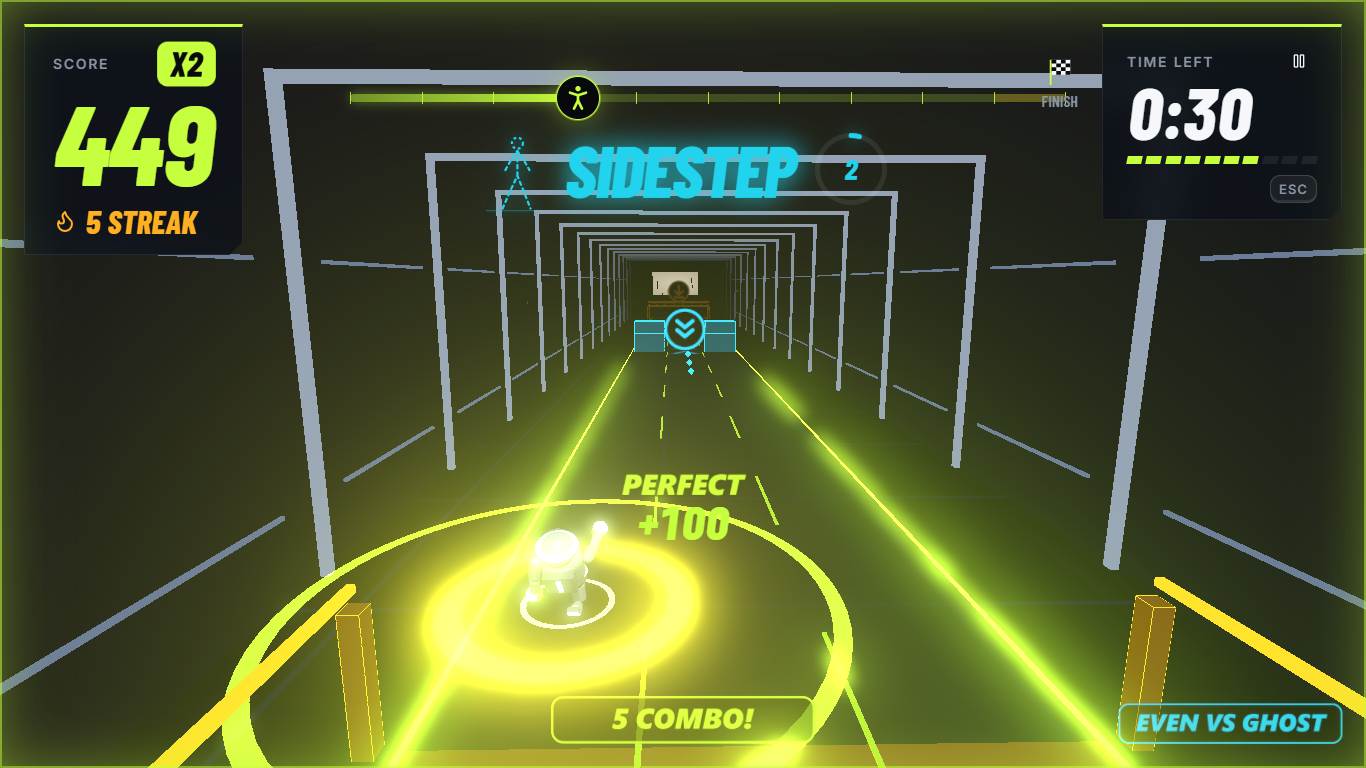 SCORE
X2
449
5 STREAK
FINISH
TIME LEFT
0:30
ESC
SIDESTEP
2
PERFECT
+100
5 COMBO!
EVEN VS GHOST